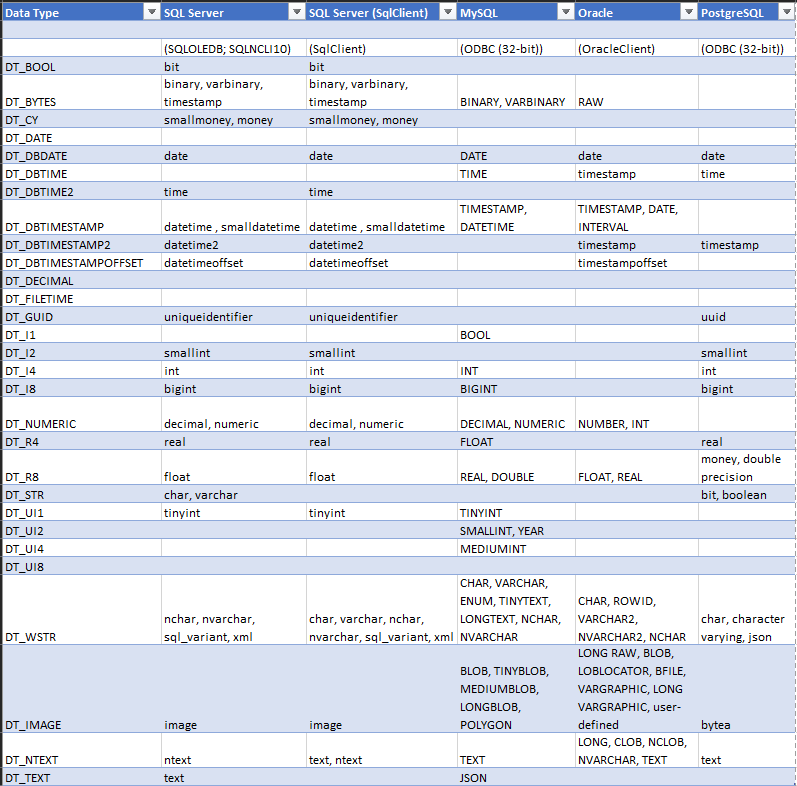 Data Type SQL Server SQL Server (SqlClient) MySQL Oracle PostgreSQL
(SQLOLEDB; SQLNCLI10) (SqlClient) (ODBC (32-bit)) (OracleClient) (ODBC (32-bit))
DT_BOOL bit bit
binary, varbinary, binary, varbinary,
DT_BYTES timestamp timestamp BINARY, VARBINARY RAW
DT_CY smallmoney, money smallmoney, money
DT_DATE
DT_DBDATE date date DATE date date
DT_DBTIME TIME timestamp time
DT_DBTIME2 time time
TIMESTAMP, TIMESTAMP, DATE,
DT_DBTIMESTAMP datetime , smalldatetime datetime , smalldatetime DATETIME INTERVAL
DT_DBTIMESTAMP2 datetime2 datetime2 timestamp timestamp
DT_DBTIMESTAMPOFFSET datetimeoffset datetimeoffset timestampoffset
DT_DECIMAL
DT_FILETIME
DT_GUID uniqueidentifier uniqueidentifier uuid
DT_I1 BOOL
DT_I2 smallint smallint smallint
DT_I4 int int INT int
DT_I8 bigint bigint BIGINT bigint
DT_NUMERIC decimal, numeric decimal, numeric DECIMAL, NUMERIC NUMBER, INT
DT_R4 real real FLOAT real
money, double
DT_R8 float float REAL, DOUBLE FLOAT, REAL precision
DT_STR char, varchar bit, boolean
DT_UI1 tinyint tinyint TINYINT
DT_UI2 SMALLINT, YEAR
DT_UI4 MEDIUMINT
DT_UI8
CHAR, VARCHAR,
ENUM, TINYTEXT, CHAR, ROWID,
nchar, nvarchar, char, varchar, nchar, LONGTEXT, NCHAR, VARCHAR2, char, character
DT_WSTR sql_variant, xml nvarchar, sql_variant, xml NVARCHAR NVARCHAR2, NCHAR varying, json
LONG RAW, BLOB,
BLOB, TINYBLOB, LOBLOCATOR, BFILE,
MEDIUMBLOB, VARGRAPHIC, LONG
LONGBLOB, VARGRAPHIC, user-
DT_IMAGE image image POLYGON defined bytea
LONG, CLOB, NCLOB,
DT_NTEXT ntext text, ntext TEXT NVARCHAR, TEXT text
DT_TEXT text JSON